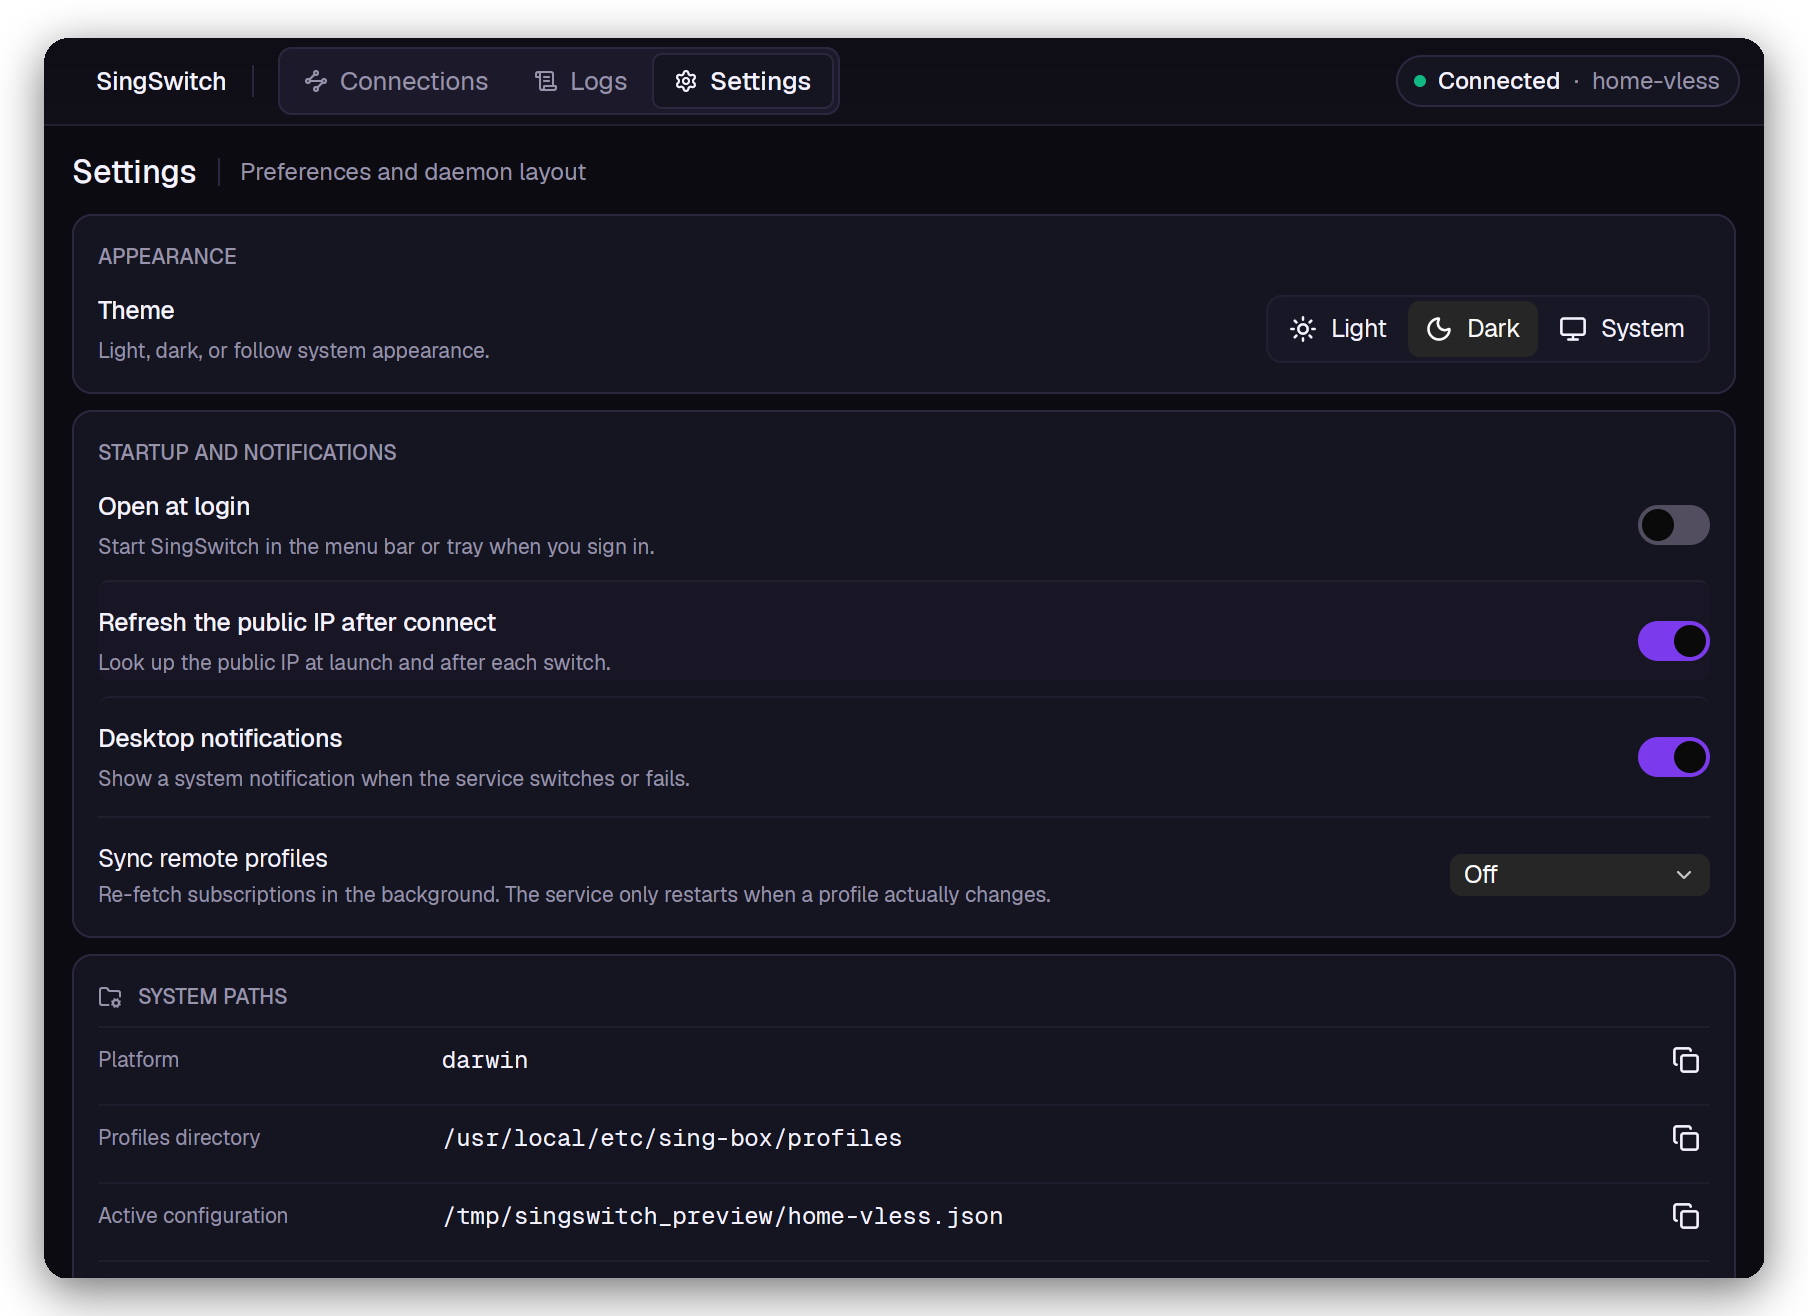 SingSwitch
Connections
Logs
Settings
Connected · home-vless
Settings
Preferences and daemon layout
APPEARANCE
Theme
Light, dark, or follow system appearance.
Light
Dark
System
STARTUP AND NOTIFICATIONS
Open at login
Start SingSwitch in the menu bar or tray when you sign in.
Refresh the public IP after connect
Look up the public IP at launch and after each switch.
Desktop notifications
Show a system notification when the service switches or fails.
Sync remote profiles
Re-fetch subscriptions in the background. The service only restarts when a profile actually changes.
Off
SYSTEM PATHS
Platform
darwin
Profiles directory
/usr/local/etc/sing-box/profiles
Active configuration
/tmp/singswitch_preview/home-vless.json